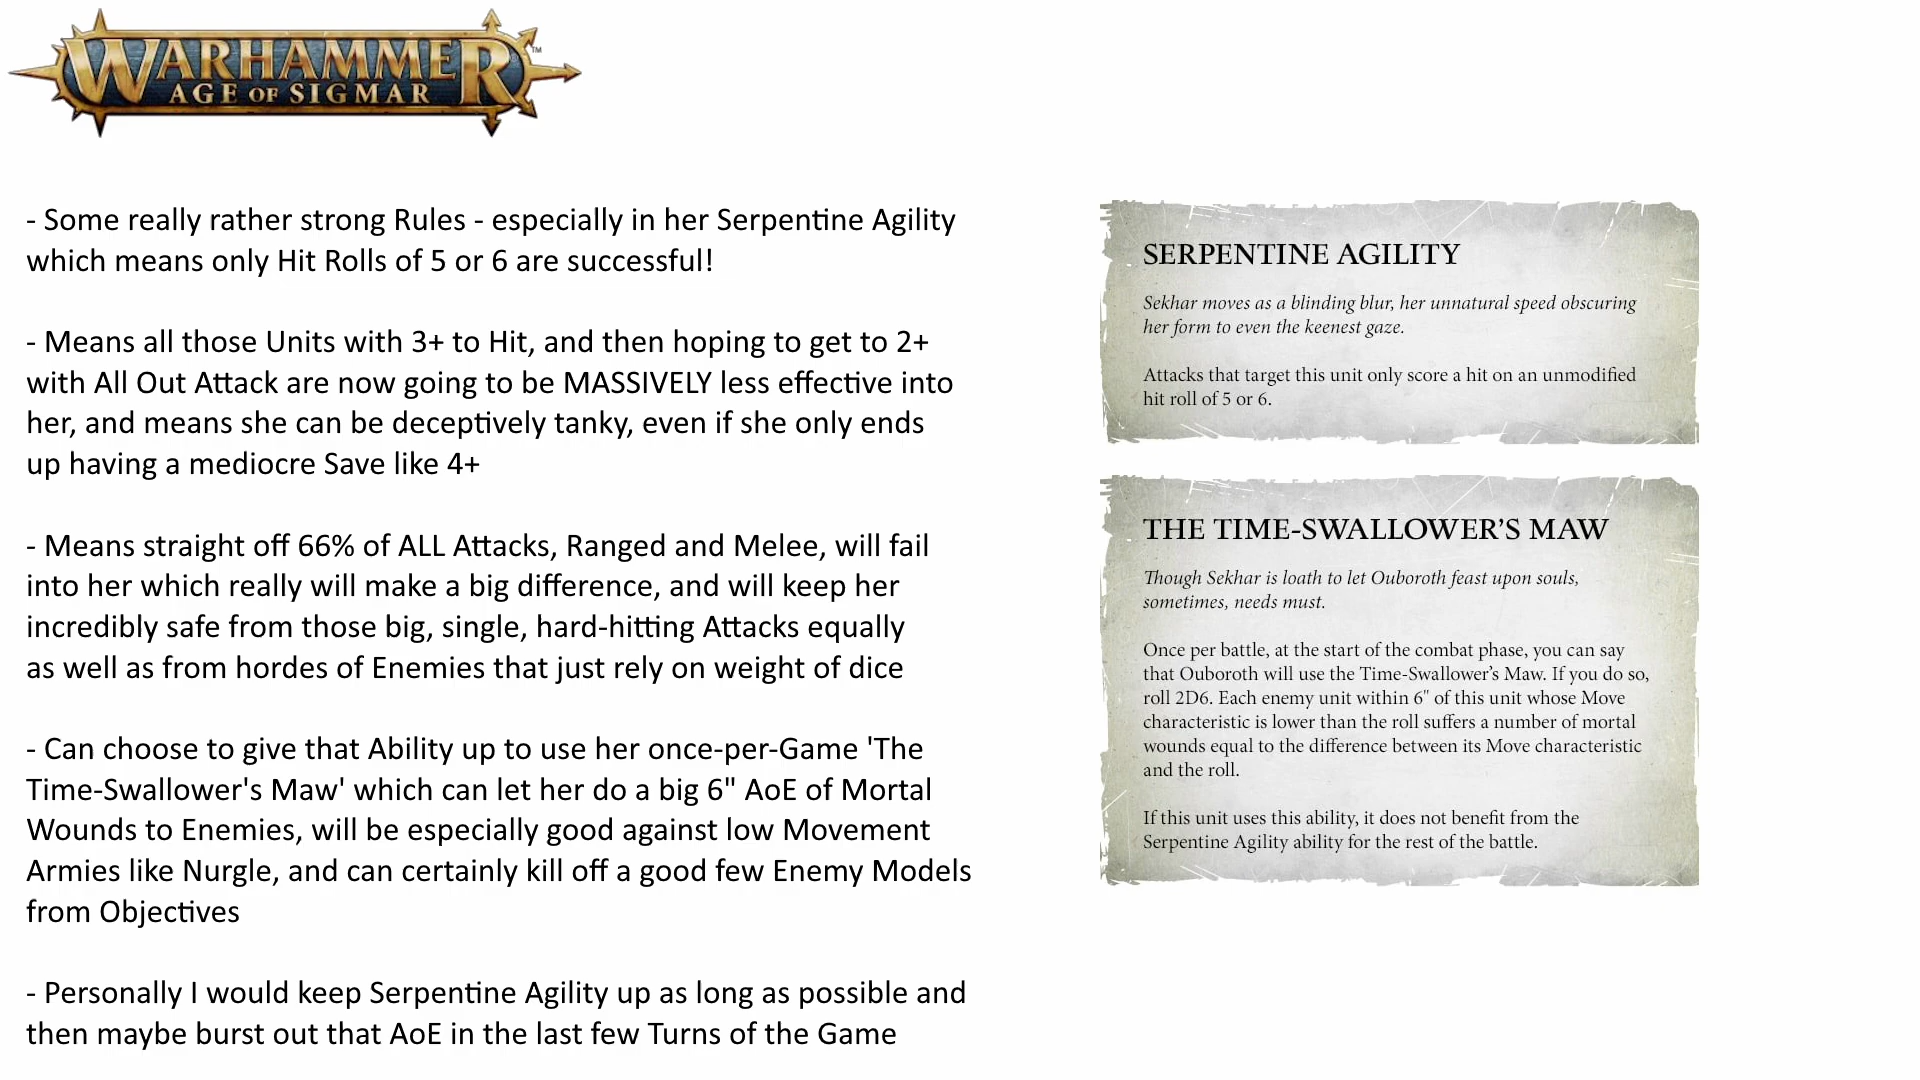 WARHAMMER™
AGE OF SIGMAR
- Some really rather strong Rules - especially in her Serpentine Agility
which means only Hit Rolls of 5 or 6 are successful!
- Means all those Units with 3+ to Hit, and then hoping to get to 2+
with All Out Attack are now going to be MASSIVELY less effective into
her, and means she can be deceptively tanky, even if she only ends
up having a mediocre Save like 4+
- Means straight off 66% of ALL Attacks, Ranged and Melee, will fail
into her which really will make a big difference, and will keep her
incredibly safe from those big, single, hard-hitting Attacks equally
as well as from hordes of Enemies that just rely on weight of dice
- Can choose to give that Ability up to use her once-per-Game 'The
Time-Swallower's Maw' which can let her do a big 6" AoE of Mortal
Wounds to Enemies, will be especially good against low Movement
Armies like Nurgle, and can certainly kill off a good few Enemy Models
from Objectives
- Personally I would keep Serpentine Agility up as long as possible and
then maybe burst out that AoE in the last few Turns of the Game
SERPENTINE AGILITY
Sekhar moves as a blinding blur, her unnatural speed obscuring
her form to even the keenest gaze.
Attacks that target this unit only score a hit on an unmodified
hit roll of 5 or 6.
THE TIME-SWALLOWER’S MAW
Though Sekhar is loath to let Ouboroth feast upon souls,
sometimes, needs must.
Once per battle, at the start of the combat phase, you can say
that Ouboroth will use the Time-Swallower’s Maw. If you do so,
roll 2D6. Each enemy unit within 6" of this unit whose Move
characteristic is lower than the roll suffers a number of mortal
wounds equal to the difference between its Move characteristic
and the roll.
If this unit uses this ability, it does not benefit from the
Serpentine Agility ability for the rest of the battle.